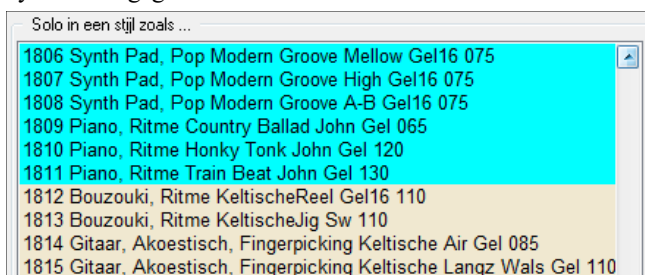 Solo in een stijl zoals ...
1806 Synth Pad, Pop Modern Groove Mellow Gel16 075
1807 Synth Pad, Pop Modern Groove High Gel16 075
1808 Synth Pad, Pop Modern Groove A-B Gel16 075
1809 Piano, Ritme Country Ballad John Gel 065
1810 Piano, Ritme Honky Tonk John Gel 120
1811 Piano, Ritme Train Beat John Gel 130
1812 Bouzouki, Ritme KeltischeReel Gel16 110
1813 Bouzouki, Ritme KeltischeJig Sw 110
1814 Gitaar, Akoestisch, Fingerpicking Keltische Air Gel 085
1815 Gitaar, Akoestisch, Fingerpicking Keltische Langz Wals Gel 110